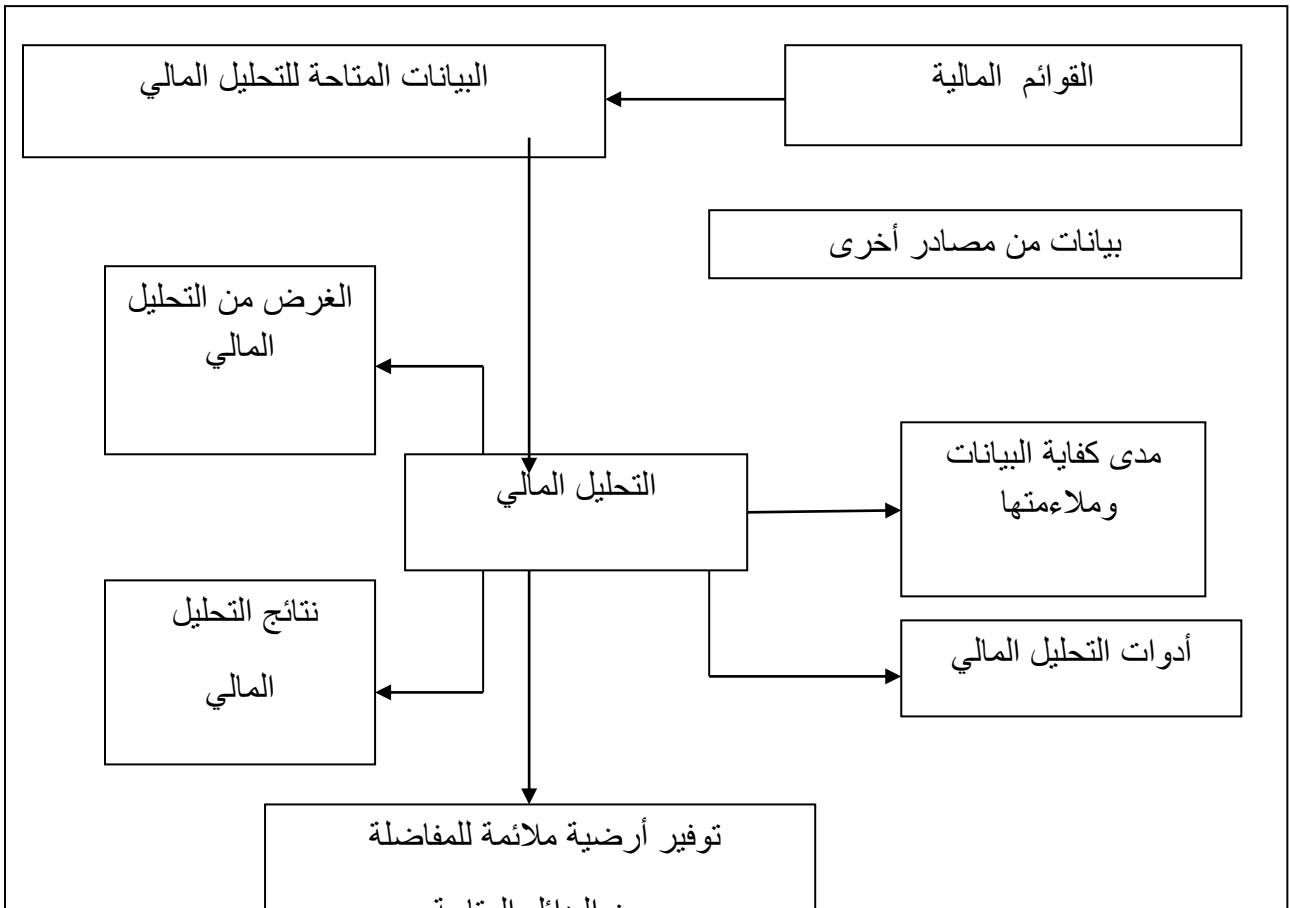 القوائم المالية
البيانات المتاحة للتحليل المالي
بيانات من مصادر أخرى
الغرض من التحليل
المالي
مدى كفاية البيانات
وملاءمتها
التحليل المالي
نتائج التحليل
المالي
أدوات التحليل المالي
توفير أرضية ملائمة للمفاضلة